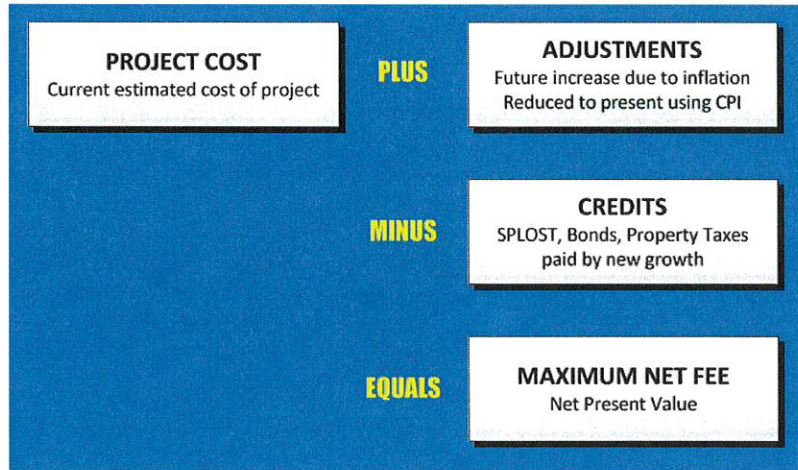 PROJECT COST
Current estimated cost of project
PLUS
ADJUSTMENTS
Future increase due to inflation
Reduced to present using CPI
MINUS
CREDITS
SPLOST, Bonds, Property Taxes
paid by new growth
EQUALS
MAXIMUM NET FEE
Net Present Value